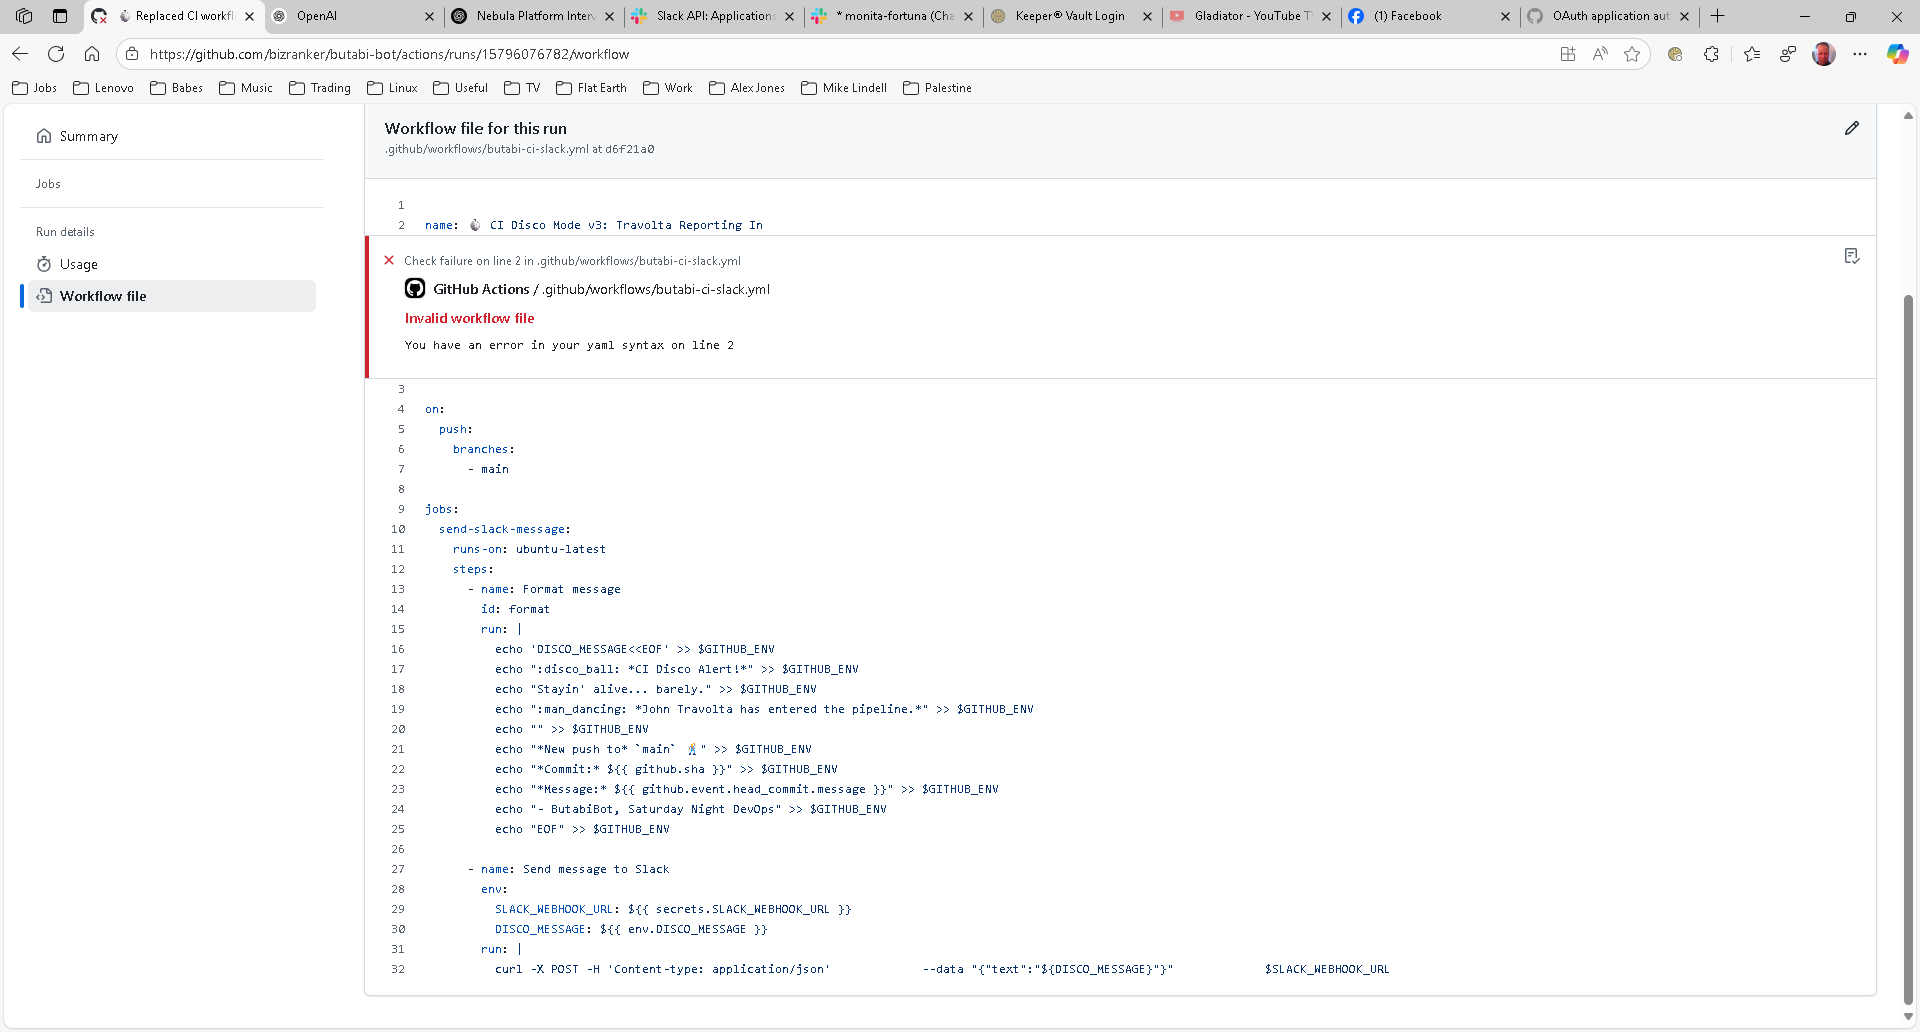 Replaced CI workfl
OpenAI
Nebula Platform Inter
Slack API: Applications
* monita-fortuna (Cha
Keeper® Vault Login
Gladiator - YouTube T
(1) Facebook
OAuth application aut
https://github.com/bizranker/butabi-bot/actions/runs/15796076782/workflow
Jobs
Lenovo
Babes
Music
Trading
Linux
Useful
TV
Flat Earth
Work
Alex Jones
Mike Lindell
Palestine
Summary
Jobs
Run details
Usage
Workflow file
Workflow file for this run
.github/workflows/butabi-ci-slack.yml at d6f21a0
1
2 name: 🪩 CI Disco Mode v3: Travolta Reporting In
Check failure on line 2 in .github/workflows/butabi-ci-slack.yml
GitHub Actions / .github/workflows/butabi-ci-slack.yml
Invalid workflow file
You have an error in your yaml syntax on line 2
3
4 on:
5 push:
6 branches:
7 - main
8
9 jobs:
10 send-slack-message:
11 runs-on: ubuntu-latest
12 steps:
13 - name: Format message
14 id: format
15 run: |
16 echo 'DISCO_MESSAGE<<EOF' >> $GITHUB_ENV
17 echo ":disco_ball: *CI Disco Alert!*" >> $GITHUB_ENV
18 echo "Stayin' alive... barely." >> $GITHUB_ENV
19 echo ":man_dancing: *John Travolta has entered the pipeline.*" >> $GITHUB_ENV
20 echo "" >> $GITHUB_ENV
21 echo "*New push to* `main` 🕺" >> $GITHUB_ENV
22 echo "*Commit:* ${{ github.sha }}" >> $GITHUB_ENV
23 echo "*Message:* ${{ github.event.head_commit.message }}" >> $GITHUB_ENV
24 echo "- ButabiBot, Saturday Night DevOps" >> $GITHUB_ENV
25 echo "EOF" >> $GITHUB_ENV
26
27 - name: Send message to Slack
28 env:
29 SLACK_WEBHOOK_URL: ${{ secrets.SLACK_WEBHOOK_URL }}
30 DISCO_MESSAGE: ${{ env.DISCO_MESSAGE }}
31 run: |
32 curl -X POST -H 'Content-type: application/json' --data "{"text":"${DISCO_MESSAGE}"}" $SLACK_WEBHOOK_URL